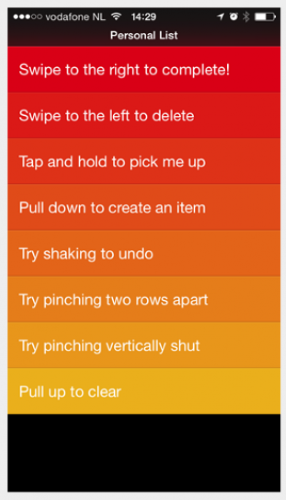 vodafone NL 14:29
Personal List
Swipe to the right to complete!
Swipe to the left to delete
Tap and hold to pick me up
Pull down to create an item
Try shaking to undo
Try pinching two rows apart
Try pinching vertically shut
Pull up to clear